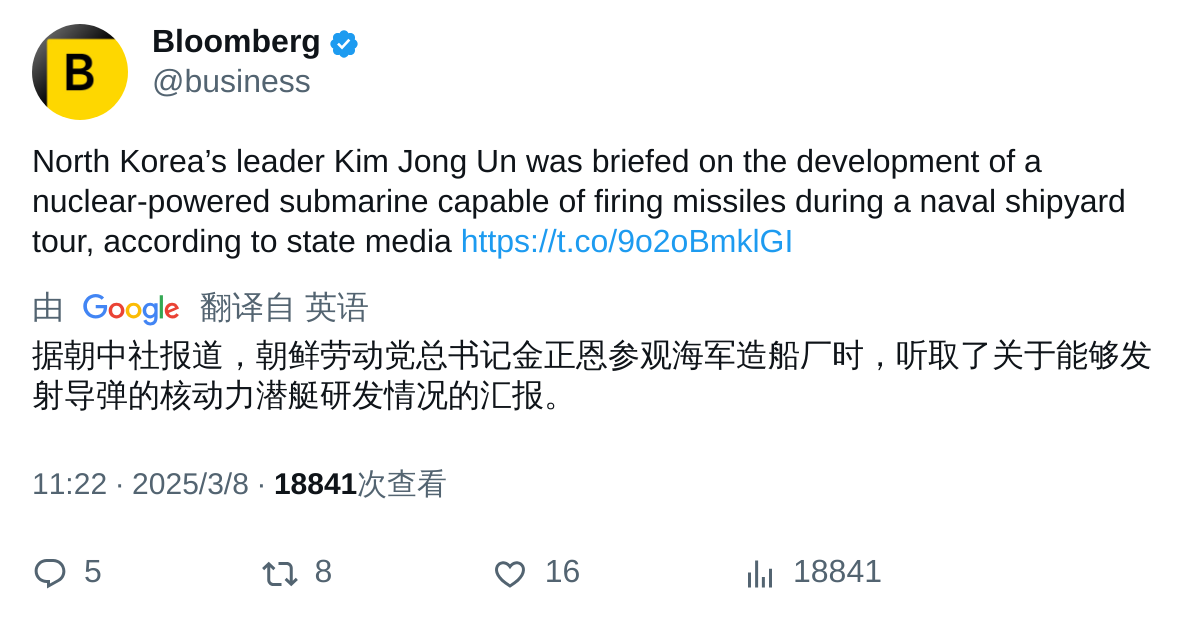 B
Bloomberg
@business
North Korea’s leader Kim Jong Un was briefed on the development of a
nuclear-powered submarine capable of firing missiles during a naval shipyard
tour, according to state media https://t.co/9o2oBmklGI
由 Google 翻译自 英语
据朝中社报道，朝鲜劳动党总书记金正恩参观海军造船厂时，听取了关于能够发
射导弹的核动力潜艇研发情况的汇报。
11:22 · 2025/3/8 · 18841次查看
5 8 16 18841